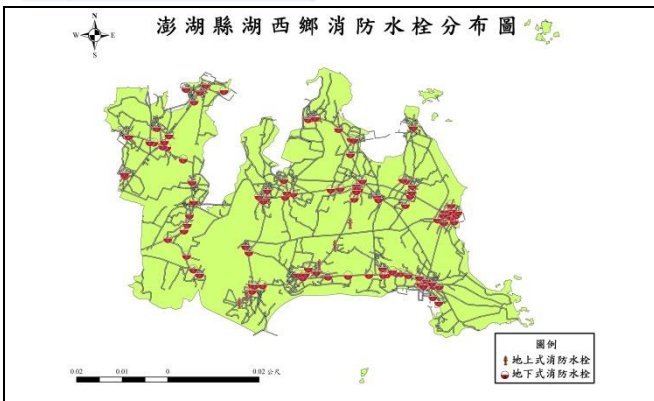 澎湖縣湖西鄉消防水栓分布圖
N
W E
S
圖例
地上式消防水栓
地下式消防水栓
0.02 0.01 0 0.02 公尺